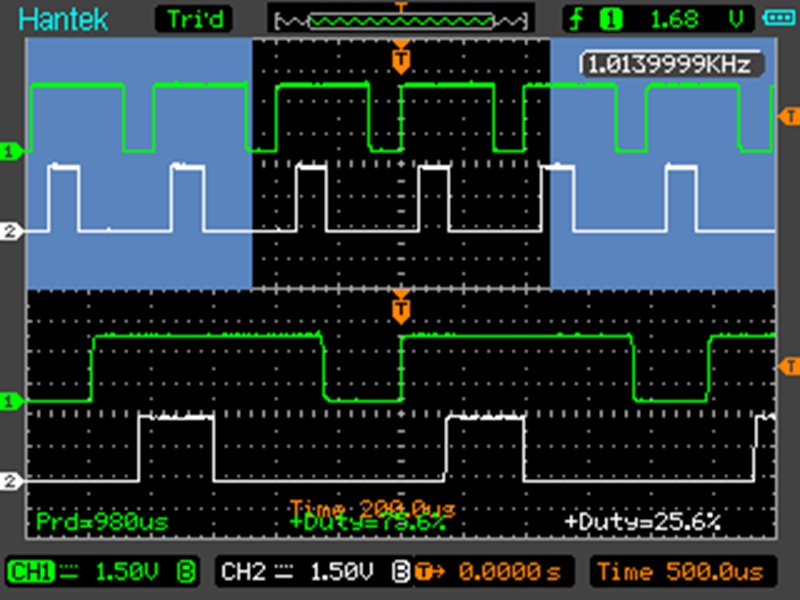 Hantek Tri'd T 1 1.68 V
T 1.0139999KHz
T
1
2
T
T
1
2
Time 200.0us
Prd=980us +Duty=75.6% +Duty=25.6%
CH1 1.50V B CH2 1.50V B T 0.0000 s Time 500.0us